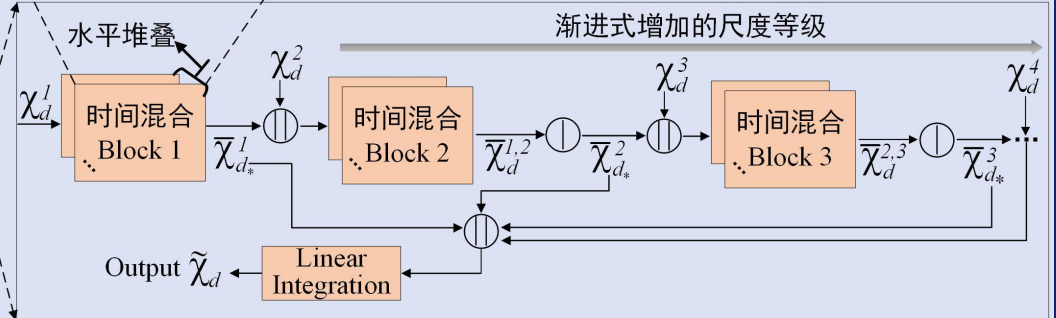 水平堆叠
渐进式增加的尺度等级
χ_d^1
χ_d^2
χ_d^3
χ_d^4
时间混合
Block 1
时间混合
Block 2
时间混合
Block 3
χ̅_{d*}^1
χ̅_d^{1,2}
χ̅_{d*}^2
χ̅_d^{2,3}
χ̅_{d*}^3
Output χ̃_d
Linear
Integration